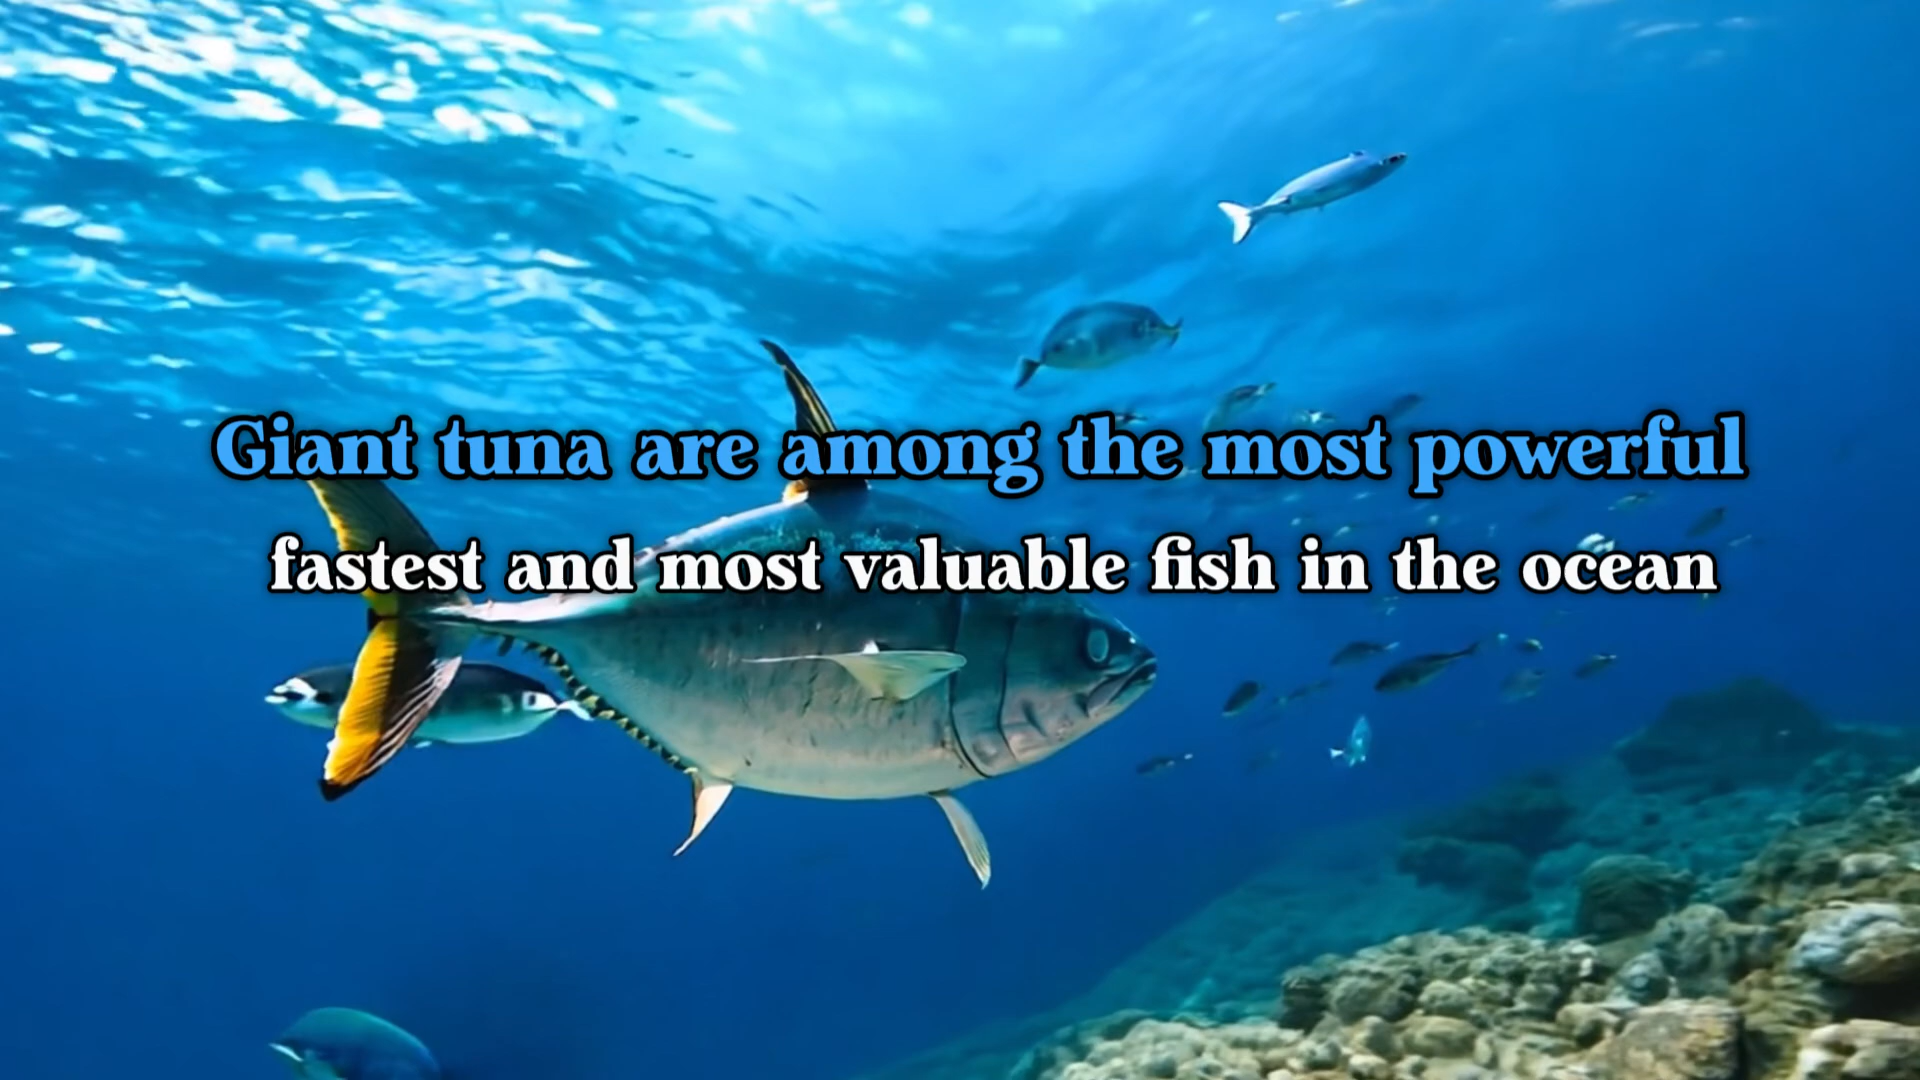 Giant tuna are among the most powerful
fastest and most valuable fish in the ocean